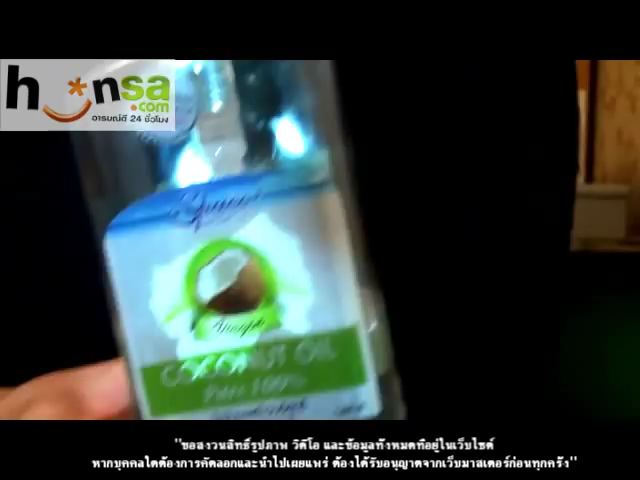 hunsa
.com
อารมณ์ดี 24 ชั่วโมง
COCONUT OIL
Pure 100%
"ขอสงวนสิทธิ์รูปภาพ วิดีโอ และข้อมูลทั้งหมดที่อยู่ในเว็บไซต์
หากบุคคลใดต้องการคัดลอกและนำไปเผยแพร่ ต้องได้รับอนุญาตจากเว็บมาสเตอร์ก่อนทุกครั้ง"